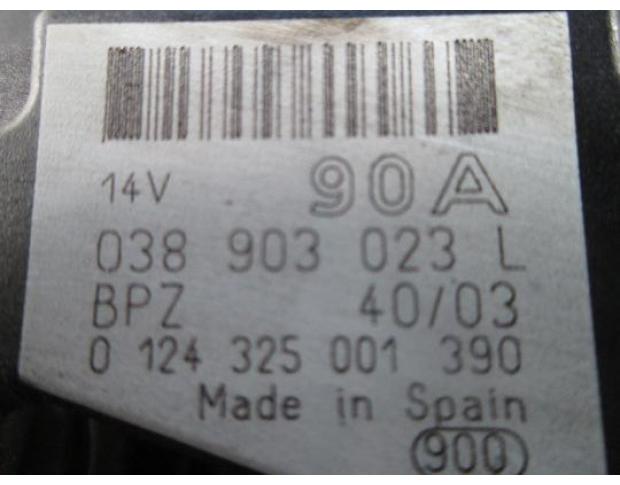 14V 90A
038 903 023 L
BPZ 40/03
0 124 325 001 390
Made in Spain
900